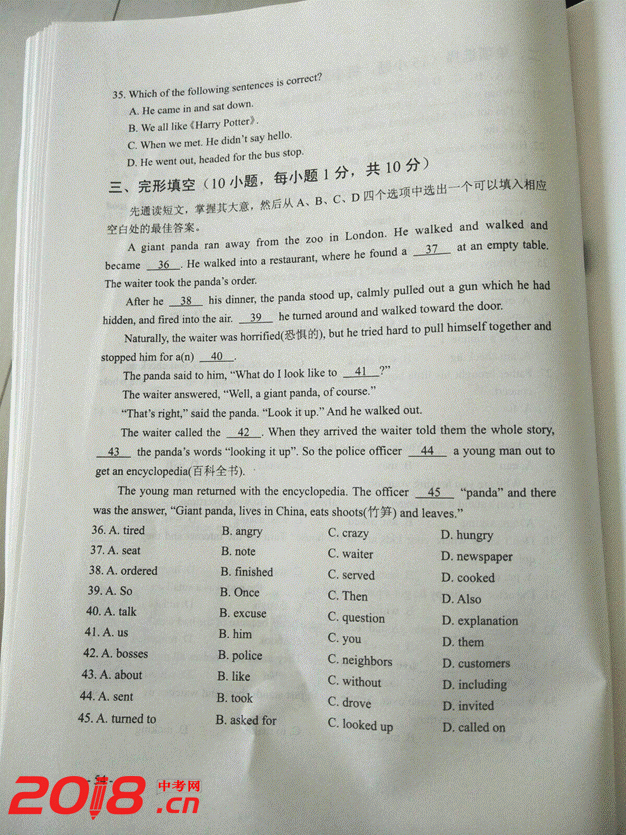 35. Which of the following sentences is correct?
A. He came in and sat down.
B. We all like《Harry Potter》.
C. When we met. He didn't say hello.
D. He went out, headed for the bus stop.
三、完形填空（10 小题，每小题 1 分，共 10 分）
先通读短文，掌握其大意，然后从 A、B、C、D 四个选项中选出一个可以填入相应
空白处的最佳答案。
A giant panda ran away from the zoo in London. He walked and walked and
became 36 . He walked into a restaurant, where he found a 37 at an empty table.
The waiter took the panda's order.
After he 38 his dinner, the panda stood up, calmly pulled out a gun which he had
hidden, and fired into the air. 39 he turned around and walked toward the door.
Naturally, the waiter was horrified(恐惧的), but he tried hard to pull himself together and
stopped him for a(n) 40 .
The panda said to him, "What do I look like to 41 ?"
The waiter answered, "Well, a giant panda, of course."
"That's right," said the panda. "Look it up." And he walked out.
The waiter called the 42 . When they arrived the waiter told them the whole story,
43 the panda's words "looking it up". So the police officer 44 a young man out to
get an encyclopedia(百科全书).
The young man returned with the encyclopedia. The officer 45 "panda" and there
was the answer, "Giant panda, lives in China, eats shoots(竹笋) and leaves."
36. A. tired B. angry C. crazy D. hungry
37. A. seat B. note C. waiter D. newspaper
38. A. ordered B. finished C. served D. cooked
39. A. So B. Once C. Then D. Also
40. A. talk B. excuse C. question D. explanation
41. A. us B. him C. you D. them
42. A. bosses B. police C. neighbors D. customers
43. A. about B. like C. without D. including
44. A. sent B. took C. drove D. invited
45. A. turned to B. asked for C. looked up D. called on
2018中考网.cn